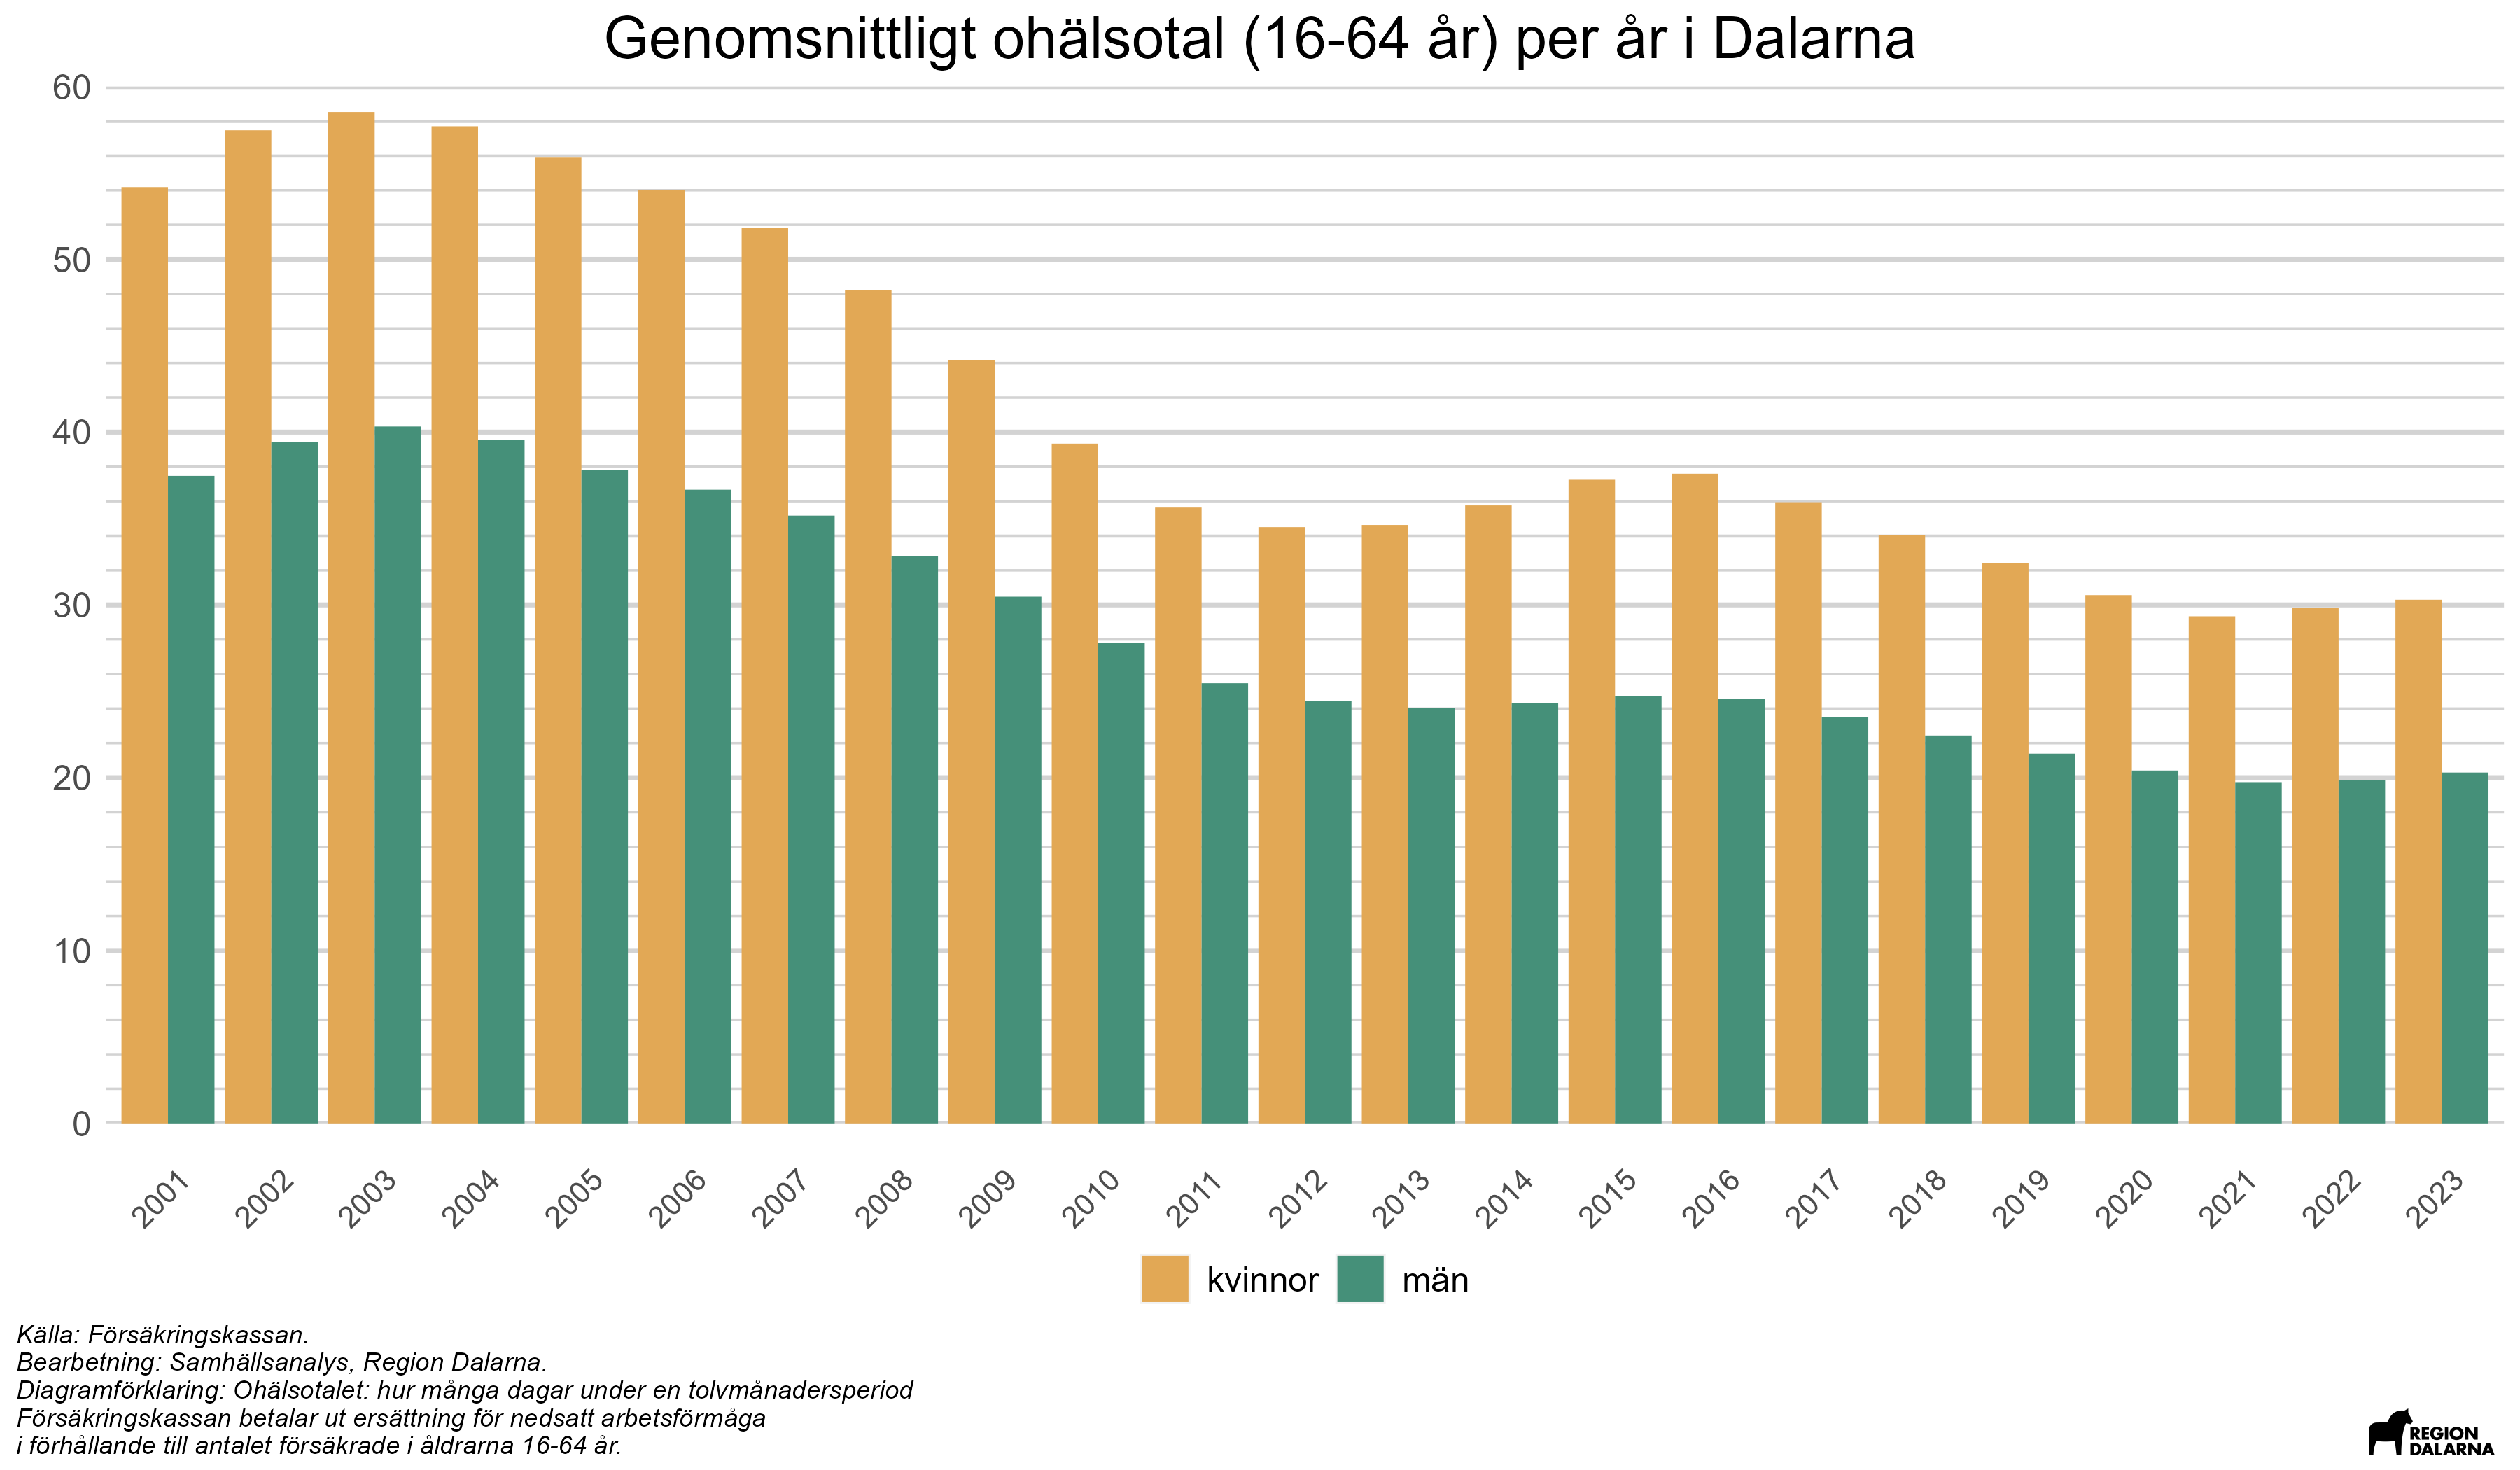 Genomsnittligt ohälsotal (16-64 år) per år i Dalarna
60
50
40
30
20
10
0
2001 2002 2003 2004 2005 2006 2007 2008 2009 2010 2011 2012 2013 2014 2015 2016 2017 2018 2019 2020 2021 2022 2023
kvinnor män
Källa: Försäkringskassan.
Bearbetning: Samhällsanalys, Region Dalarna.
Diagramförklaring: Ohälsotalet: hur många dagar under en tolvmånadersperiod
Försäkringskassan betalar ut ersättning för nedsatt arbetsförmåga
i förhållande till antalet försäkrade i åldrarna 16-64 år.
REGION
DALARNA